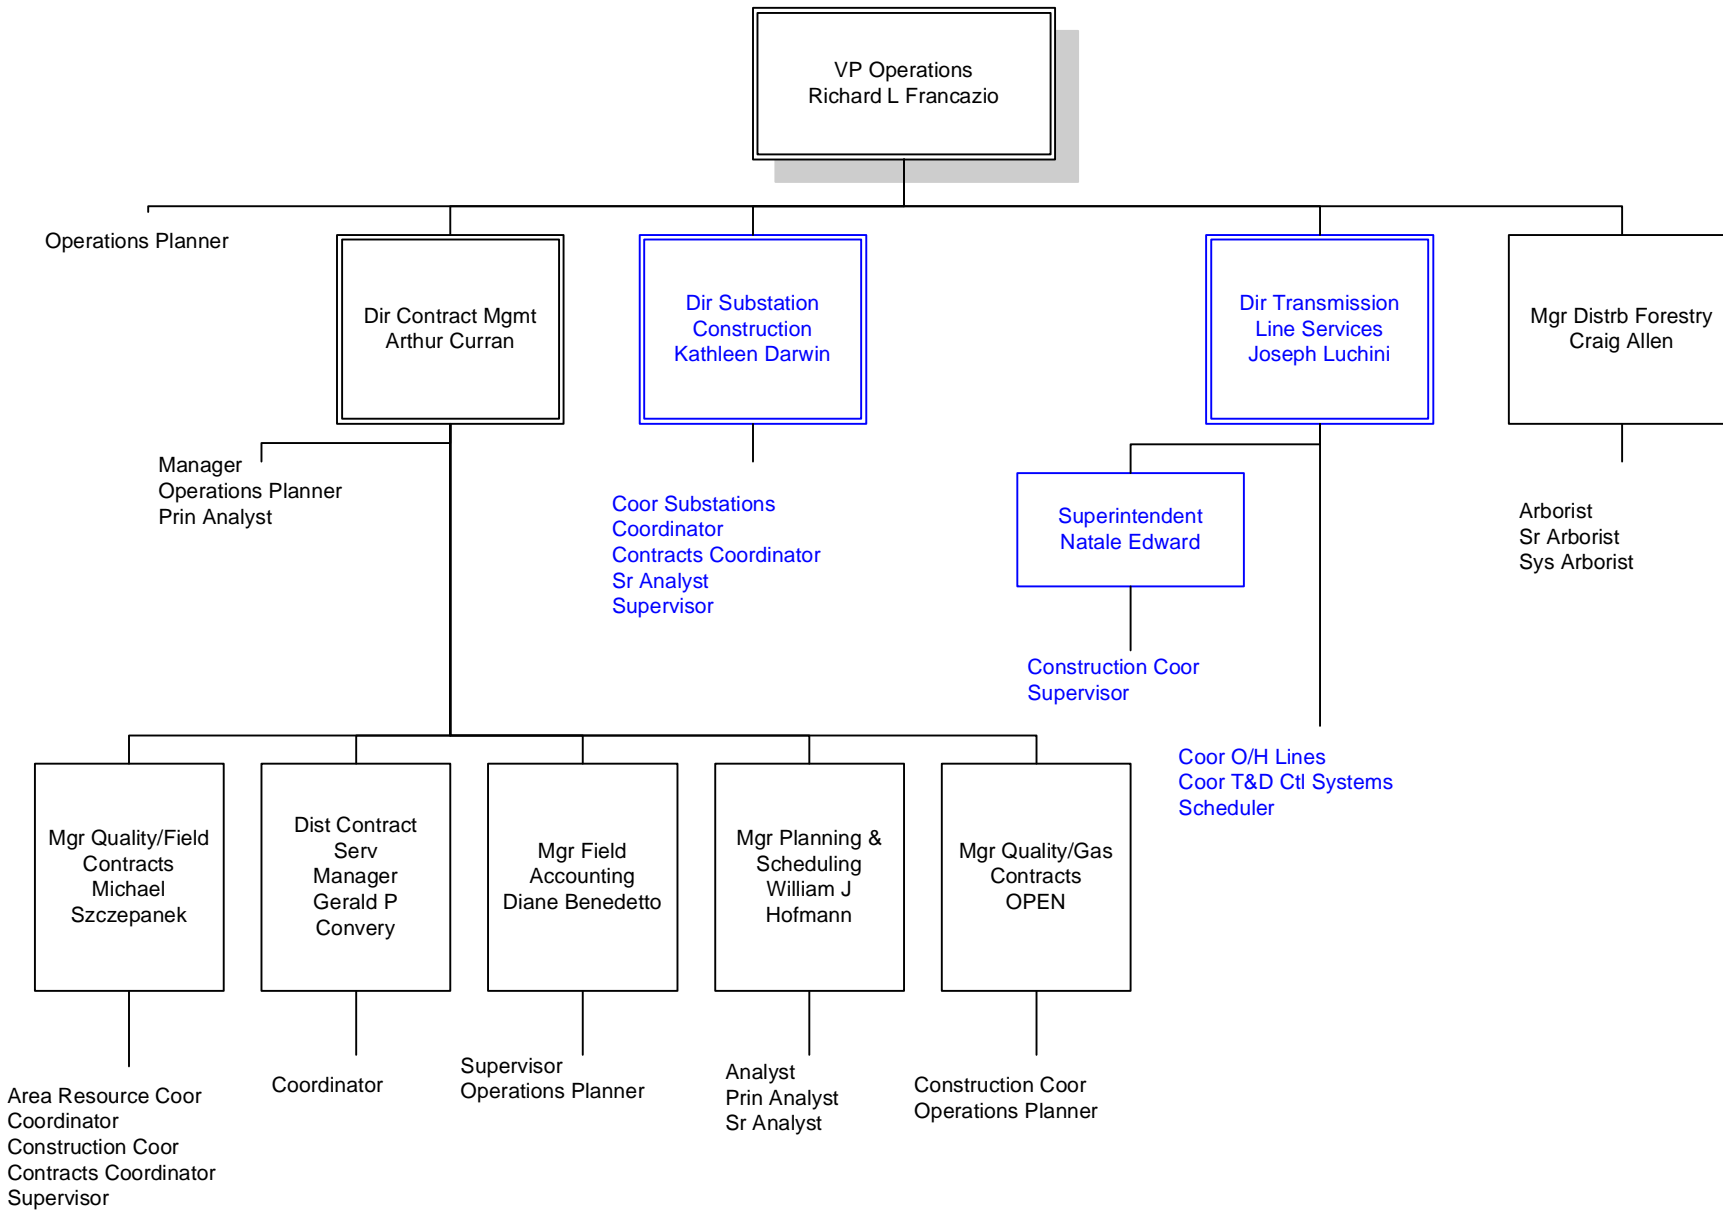 VP Operations
Richard L Francazio
Operations Planner
Dir Contract Mgmt
Arthur Curran
Dir Substation
Construction
Kathleen Darwin
Dir Transmission
Line Services
Joseph Luchini
Mgr Distrb Forestry
Craig Allen
Manager
Operations Planner
Prin Analyst
Coor Substations
Coordinator
Contracts Coordinator
Sr Analyst
Supervisor
Superintendent
Natale Edward
Arborist
Sr Arborist
Sys Arborist
Construction Coor
Supervisor
Coor O/H Lines
Coor T&D Ctl Systems
Scheduler
Mgr Quality/Field
Contracts
Michael
Szczepanek
Dist Contract
Serv
Manager
Gerald P
Convery
Mgr Field
Accounting
Diane Benedetto
Mgr Planning &
Scheduling
William J
Hofmann
Mgr Quality/Gas
Contracts
OPEN
Area Resource Coor
Coordinator
Construction Coor
Contracts Coordinator
Supervisor
Coordinator
Supervisor
Operations Planner
Analyst
Prin Analyst
Sr Analyst
Construction Coor
Operations Planner